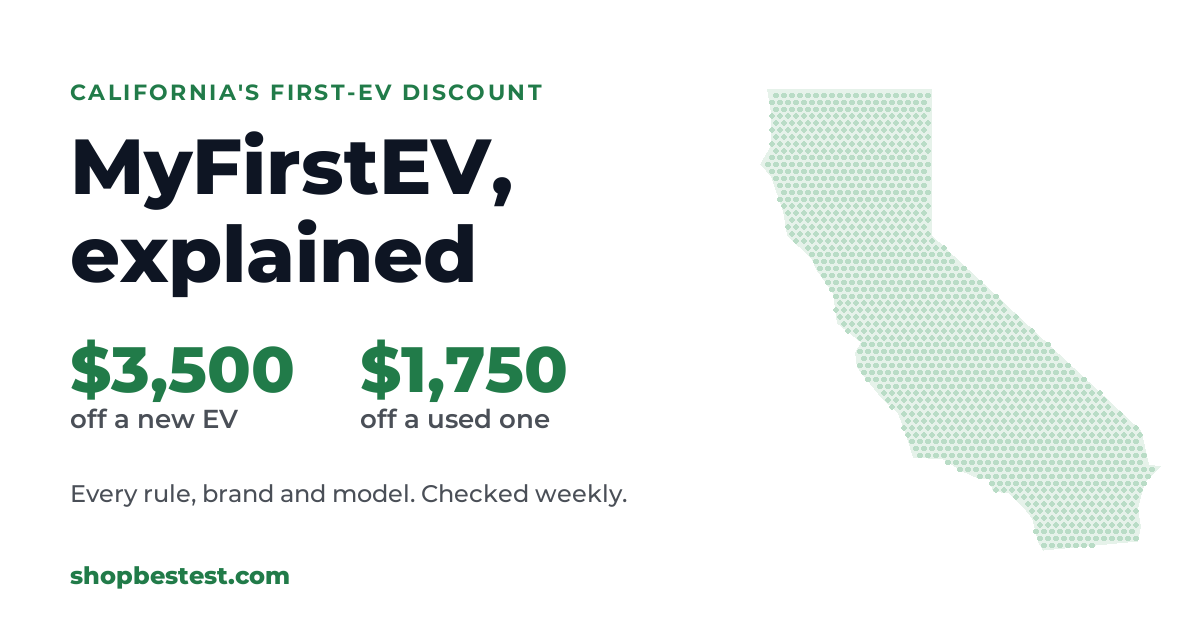 CALIFORNIA'S FIRST-EV DISCOUNT
MyFirstEV,
explained
$3,500
off a new EV
$1,750
off a used one
Every rule, brand and model. Checked weekly.
shopbestest.com